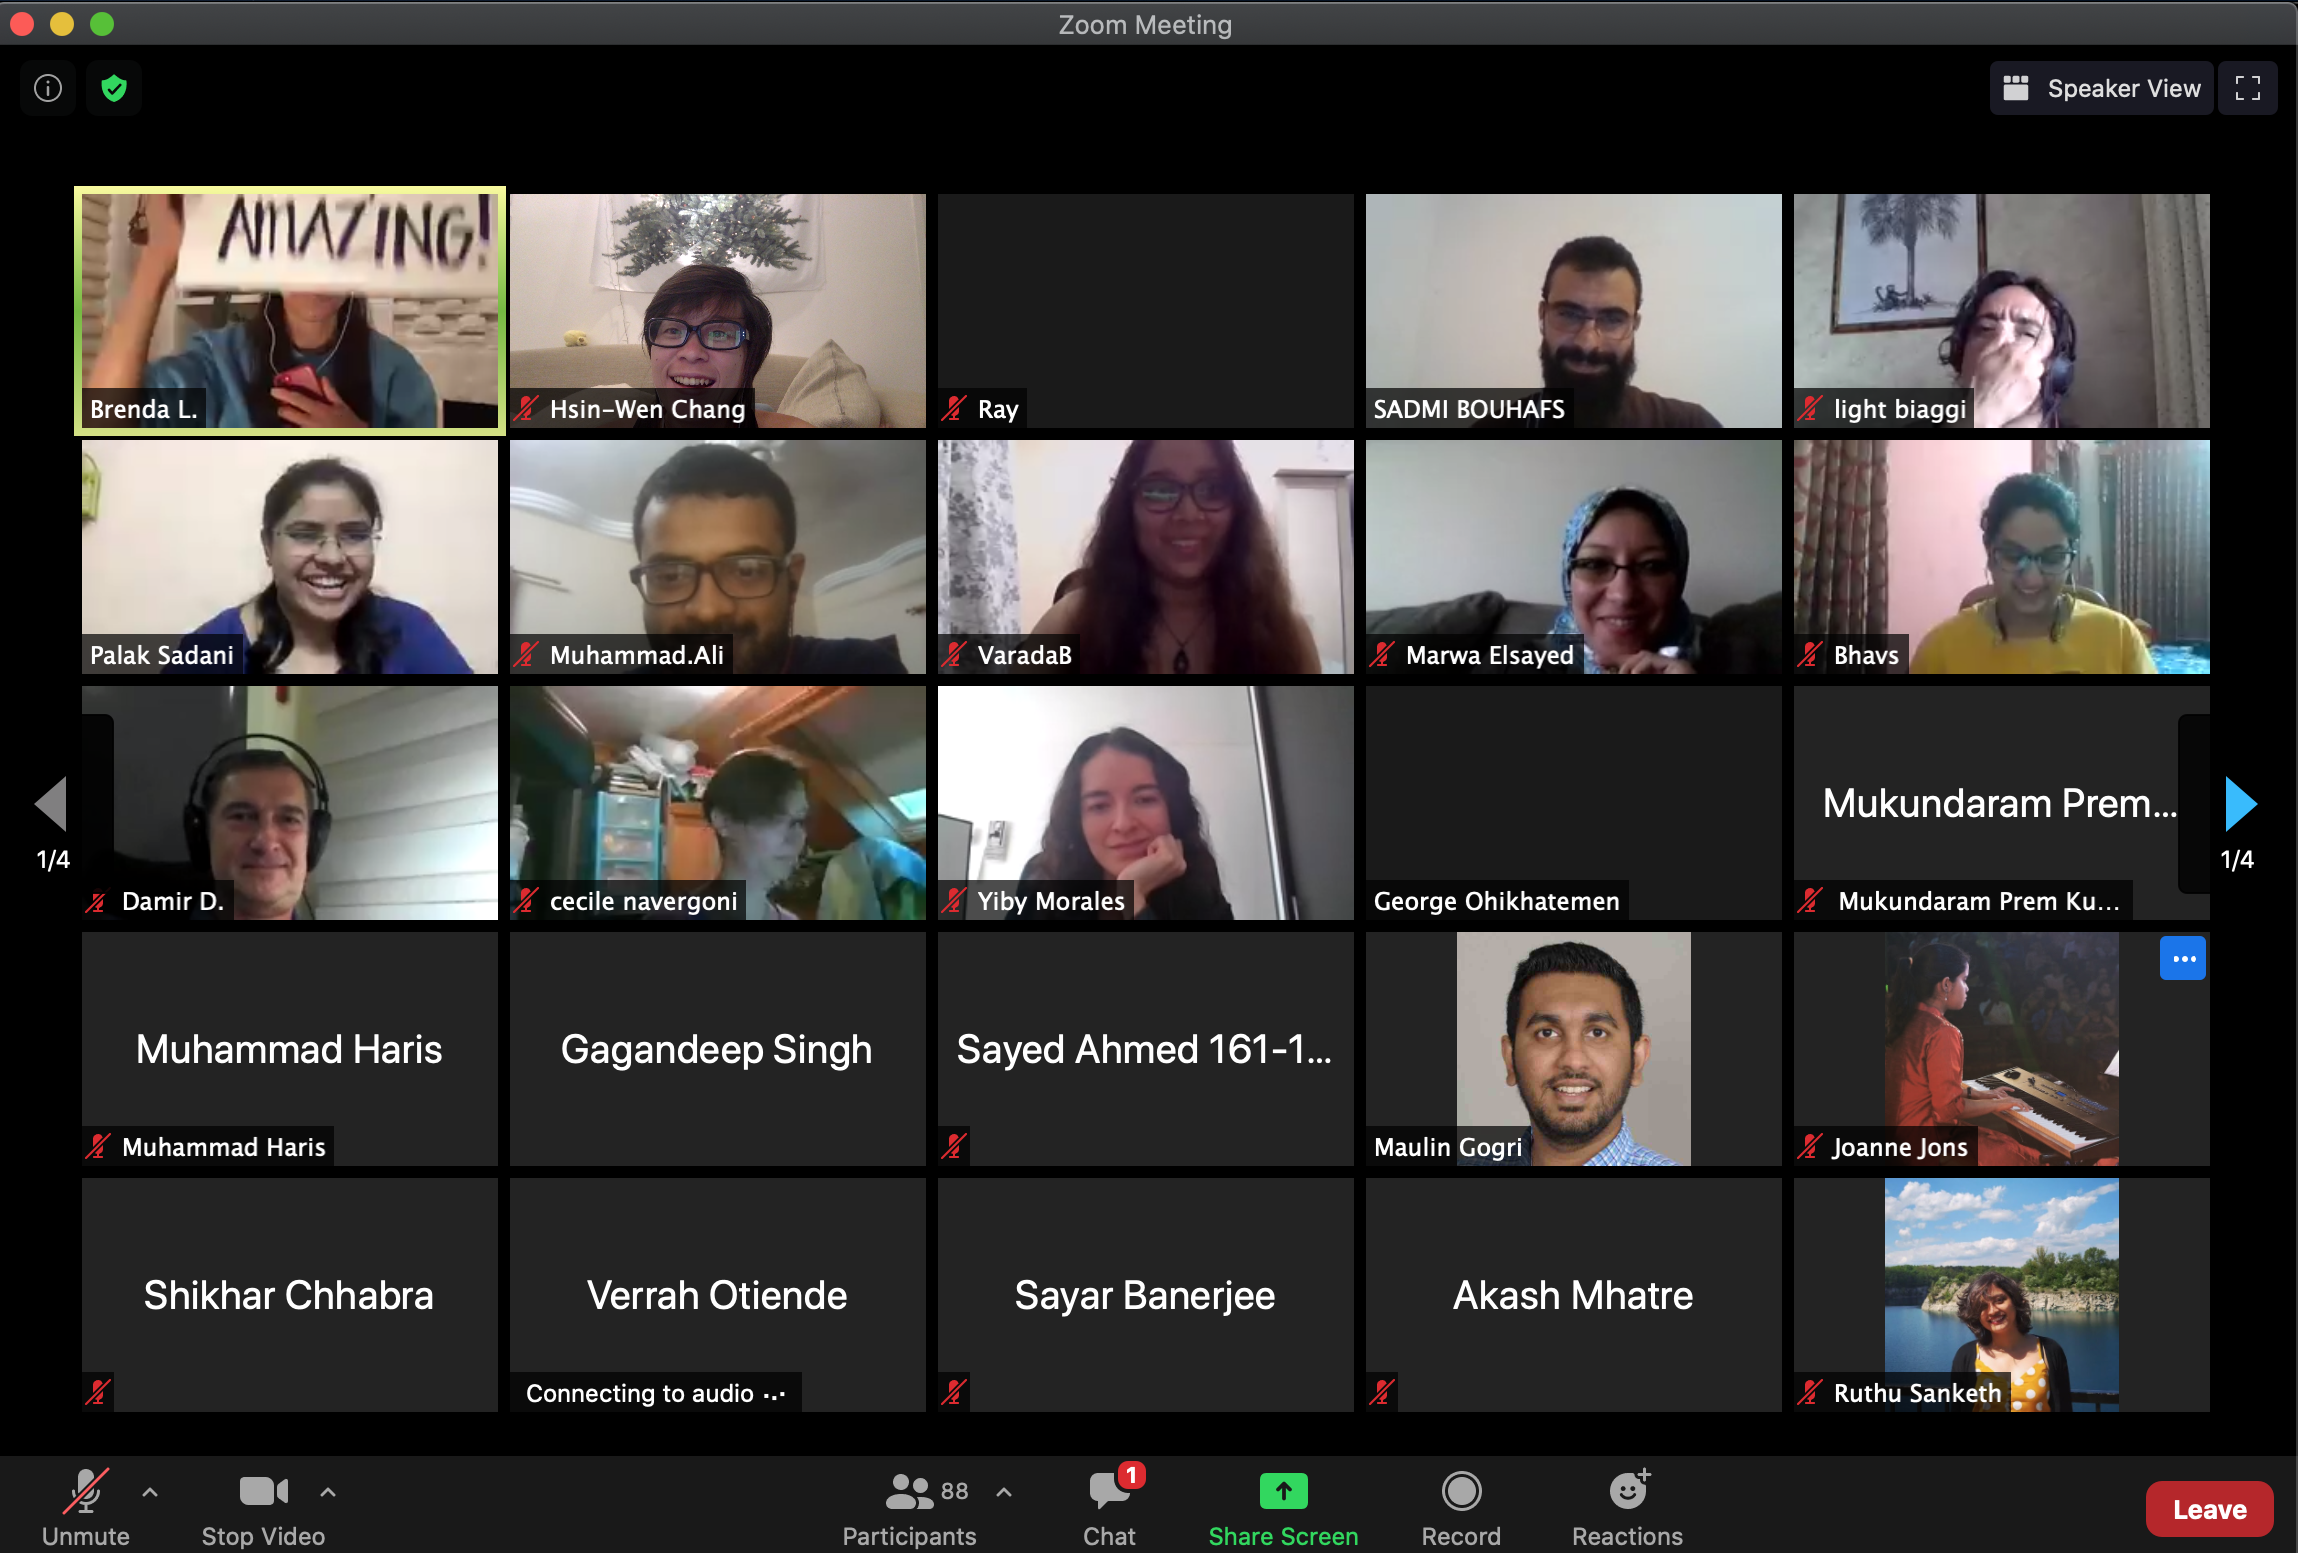 Zoom Meeting
Speaker View
AMAZING!
Brenda L.
Hsin-Wen Chang
Ray
SADMI BOUHAFS
light biaggi
Palak Sadani
Muhammad.Ali
VaradaB
Marwa Elsayed
Bhavs
Damir D.
cecile navergoni
Yiby Morales
George Ohikhatemen
Mukundaram Prem...
Mukundaram Prem Ku...
1/4
1/4
Muhammad Haris
Muhammad Haris
Gagandeep Singh
Sayed Ahmed 161-1...
Maulin Gogri
Joanne Jons
Shikhar Chhabra
Verrah Otiende
Connecting to audio ...
Sayar Banerjee
Akash Mhatre
Ruthu Sanketh
Unmute
Stop Video
88
Participants
1
Chat
Share Screen
Record
Reactions
Leave